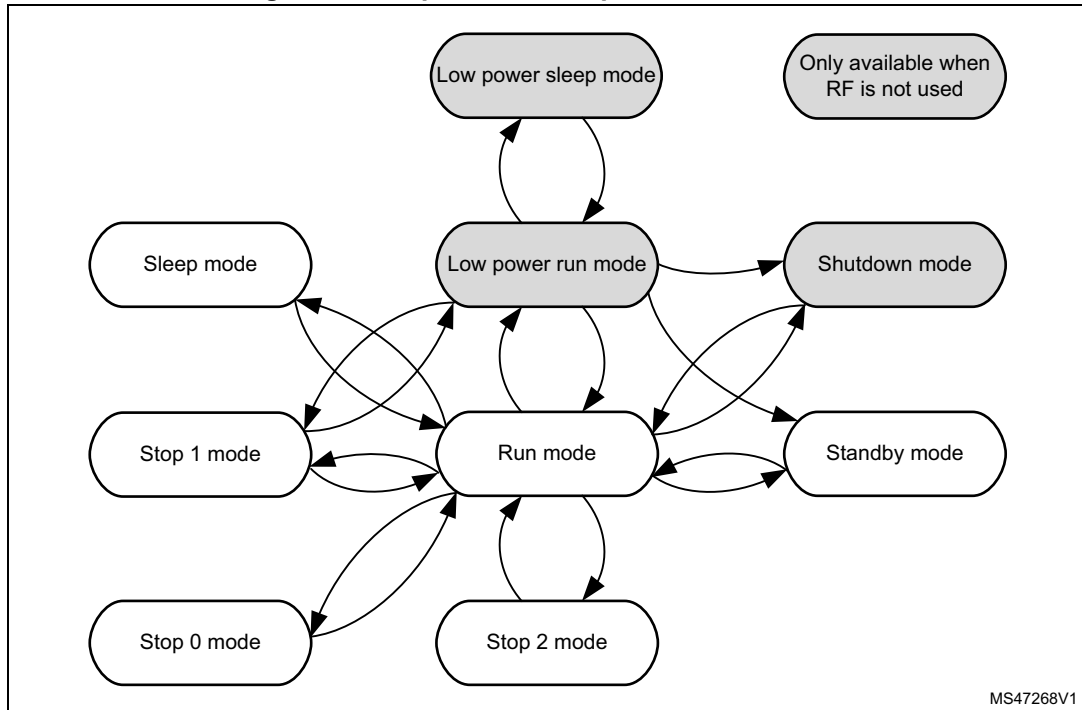 Low power sleep mode
Only available when
RF is not used
Sleep mode
Low power run mode
Shutdown mode
Stop 1 mode
Run mode
Standby mode
Stop 0 mode
Stop 2 mode
MS47268V1